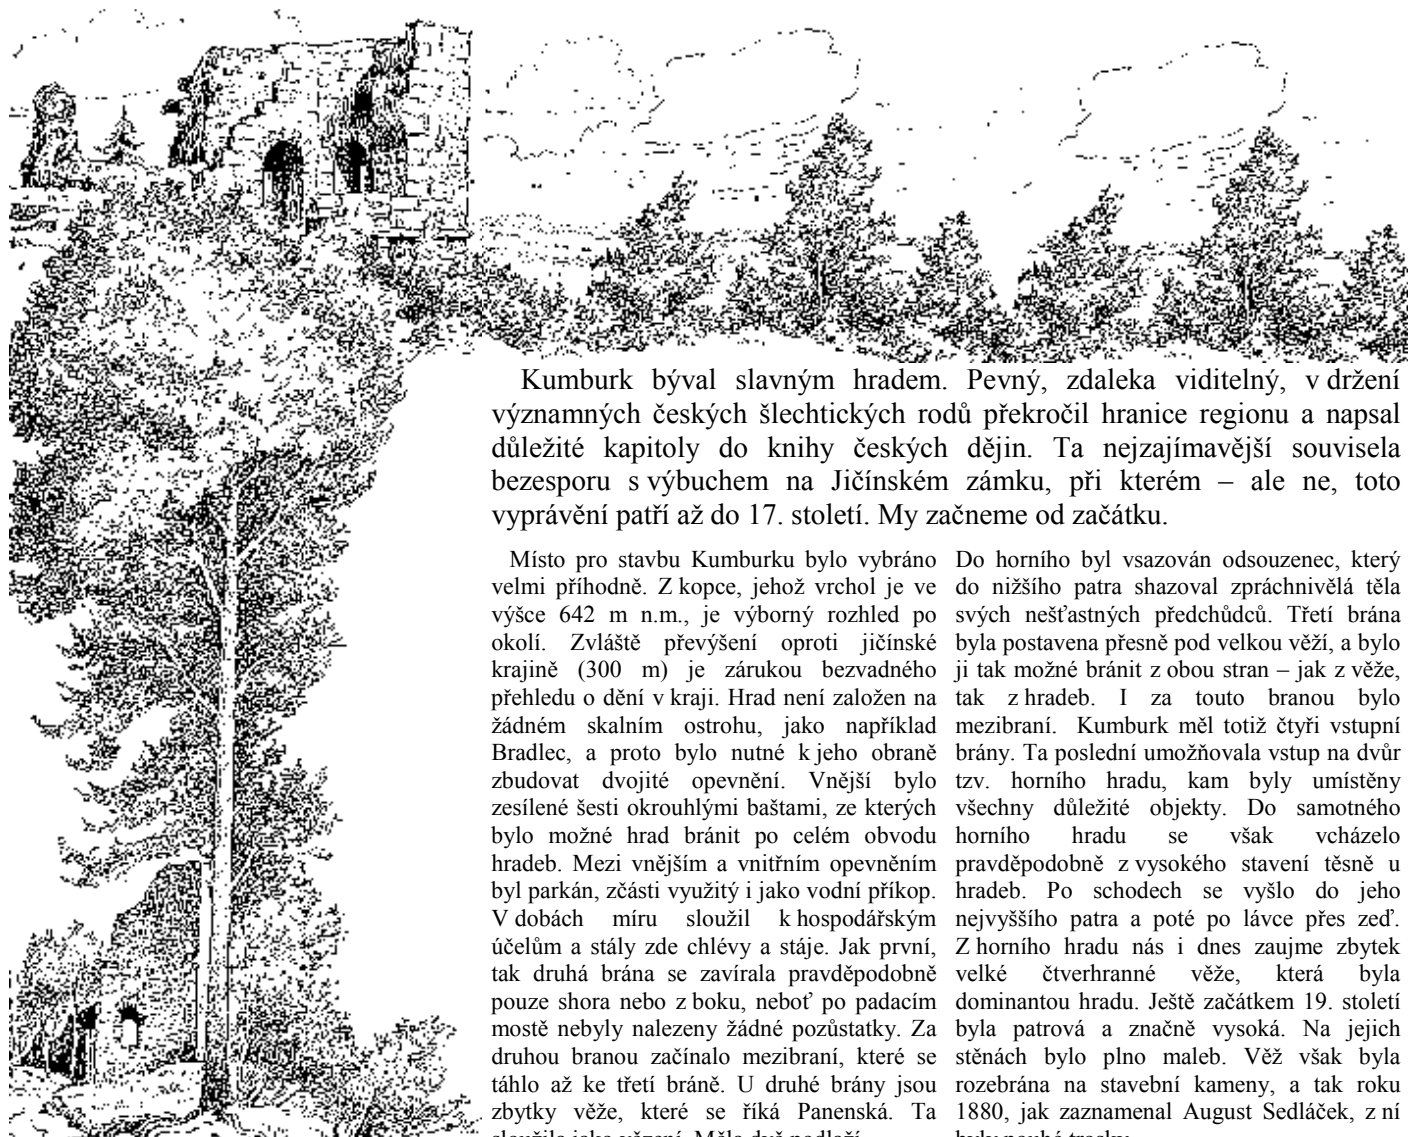 Kumburk býval slavným hradem. Pevný, zdaleka viditelný, v držení
významných českých šlechtických rodů překročil hranice regionu a napsal
důležité kapitoly do knihy českých dějin. Ta nejzajímavější souvisela
bezesporu s výbuchem na Jičínském zámku, při kterém – ale ne, toto
vyprávění patří až do 17. století. My začneme od začátku.
Místo pro stavbu Kumburku bylo vybráno
velmi příhodně. Z kopce, jehož vrchol je ve
výšce 642 m n.m., je výborný rozhled po
okolí. Zvláště převýšení oproti jičínské
krajině (300 m) je zárukou bezvadného
přehledu o dění v kraji. Hrad není založen na
žádném skalním ostrohu, jako například
Bradlec, a proto bylo nutné k jeho obraně
zbudovat dvojité opevnění. Vnější bylo
zesílené šesti okrouhlými baštami, ze kterých
bylo možné hrad bránit po celém obvodu
hradeb. Mezi vnějším a vnitřním opevněním
byl parkán, zčásti využitý i jako vodní příkop.
V dobách míru sloužil k hospodářským
účelům a stály zde chlévy a stáje. Jak první,
tak druhá brána se zavírala pravděpodobně
pouze shora nebo z boku, neboť po padacím
mostě nebyly nalezeny žádné pozůstatky. Za
druhou branou začínalo mezibraní, které se
táhlo až ke třetí bráně. U druhé brány jsou
zbytky věže, které se říká Panenská. Ta
sloužila jako vězení. Měla dvě podlaží.
Do horního byl vsazován odsouzenec, který
do nižšího patra shazoval zpráchnivělá těla
svých nešťastných předchůdců. Třetí brána
byla postavena přesně pod velkou věží, a bylo
ji tak možné bránit z obou stran – jak z věže,
tak z hradeb. I za touto branou bylo
mezibraní. Kumburk měl totiž čtyři vstupní
brány. Ta poslední umožňovala vstup na dvůr
tzv. horního hradu, kam byly umístěny
všechny důležité objekty. Do samotného
horního hradu se však vcházelo
pravděpodobně z vysokého stavení těsně u
hradeb. Po schodech se vyšlo do jeho
nejvyššího patra a poté po lávce přes zeď.
Z horního hradu nás i dnes zaujme zbytek
velké čtverhranné věže, která byla
dominantou hradu. Ještě začátkem 19. století
byla patrová a značně vysoká. Na jejich
stěnách bylo plno maleb. Věž však byla
rozebrána na stavební kameny, a tak roku
1880, jak zaznamenal August Sedláček, z ní
byly pouhé trosky.